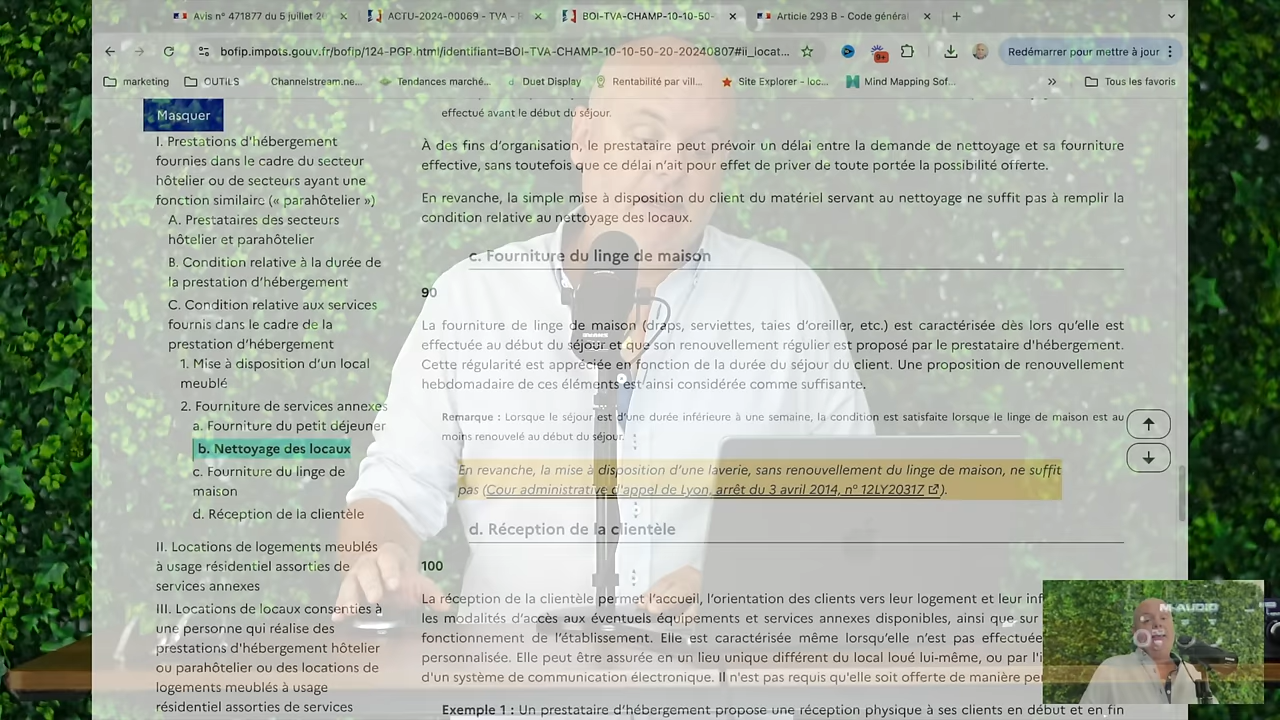 Avis n° 471877 du 5 juillet 20
ACTU-2024-00069 - TVA - P
BOI-TVA-CHAMP-10-10-50-
Article 293 B - Code général
bofip.impots.gouv.fr/bofip/124-PGP.html/identifiant=BOI-TVA-CHAMP-10-10-50-20-20240807#ii_locat...
9+
Redémarrer pour mettre à jour
marketing
OUTILS
Channelstream.ne...
Tendances marché...
Duet Display
Rentabilité par vill...
Site Explorer - loc...
Mind Mapping Sof...
»
Tous les favoris
Masquer
I. Prestations d'hébergement
fournies dans le cadre du secteur
hôtelier ou de secteurs ayant une
fonction similaire (« parahôtelier »)
A. Prestataires des secteurs
hôtelier et parahôtelier
B. Condition relative à la durée de
la prestation d'hébergement
C. Condition relative aux services
fournis dans le cadre de la
prestation d'hébergement
1. Mise à disposition d'un local
meublé
2. Fourniture de services annexes
a. Fourniture du petit déjeuner
b. Nettoyage des locaux
c. Fourniture du linge de
maison
d. Réception de la clientèle
II. Locations de logements meublés
à usage résidentiel assorties de
services annexes
III. Locations de locaux consenties à
une personne qui réalise des
prestations d'hébergement hôtelier
ou parahôtelier ou des locations de
logements meublés à usage
résidentiel assorties de services
effectué avant le début du séjour.
À des fins d'organisation, le prestataire peut prévoir un délai entre la demande de nettoyage et sa fourniture
effective, sans toutefois que ce délai n'ait pour effet de priver de toute portée la possibilité offerte.
En revanche, la simple mise à disposition du client du matériel servant au nettoyage ne suffit pas à remplir la
condition relative au nettoyage des locaux.
c. Fourniture du linge de maison
90
La fourniture de linge de maison (draps, serviettes, taies d'oreiller, etc.) est caractérisée dès lors qu'elle est
effectuée au début du séjour et que son renouvellement régulier est proposé par le prestataire d'hébergement.
Cette régularité est appréciée en fonction de la durée du séjour du client. Une proposition de renouvellement
hebdomadaire de ces éléments est ainsi considérée comme suffisante.
Remarque : Lorsque le séjour est d'une durée inférieure à une semaine, la condition est satisfaite lorsque le linge de maison est au
moins renouvelé au début du séjour.
En revanche, la mise à disposition d'une laverie, sans renouvellement du linge de maison, ne suffit
pas (Cour administrative d'appel de Lyon, arrêt du 3 avril 2014, n° 12LY20317).
d. Réception de la clientèle
100
La réception de la clientèle permet l'accueil, l'orientation des clients vers leur logement et leur inf
les modalités d'accès aux éventuels équipements et services annexes disponibles, ainsi que sur
fonctionnement de l'établissement. Elle est caractérisée même lorsqu'elle n'est pas effectuée
personnalisée. Elle peut être assurée en un lieu unique différent du local loué lui-même, ou par l'i
d'un système de communication électronique. Il n'est pas requis qu'elle soit offerte de manière per
Exemple 1 : Un prestataire d'hébergement propose une réception physique à ses clients en début et en fin
M-AUDIO